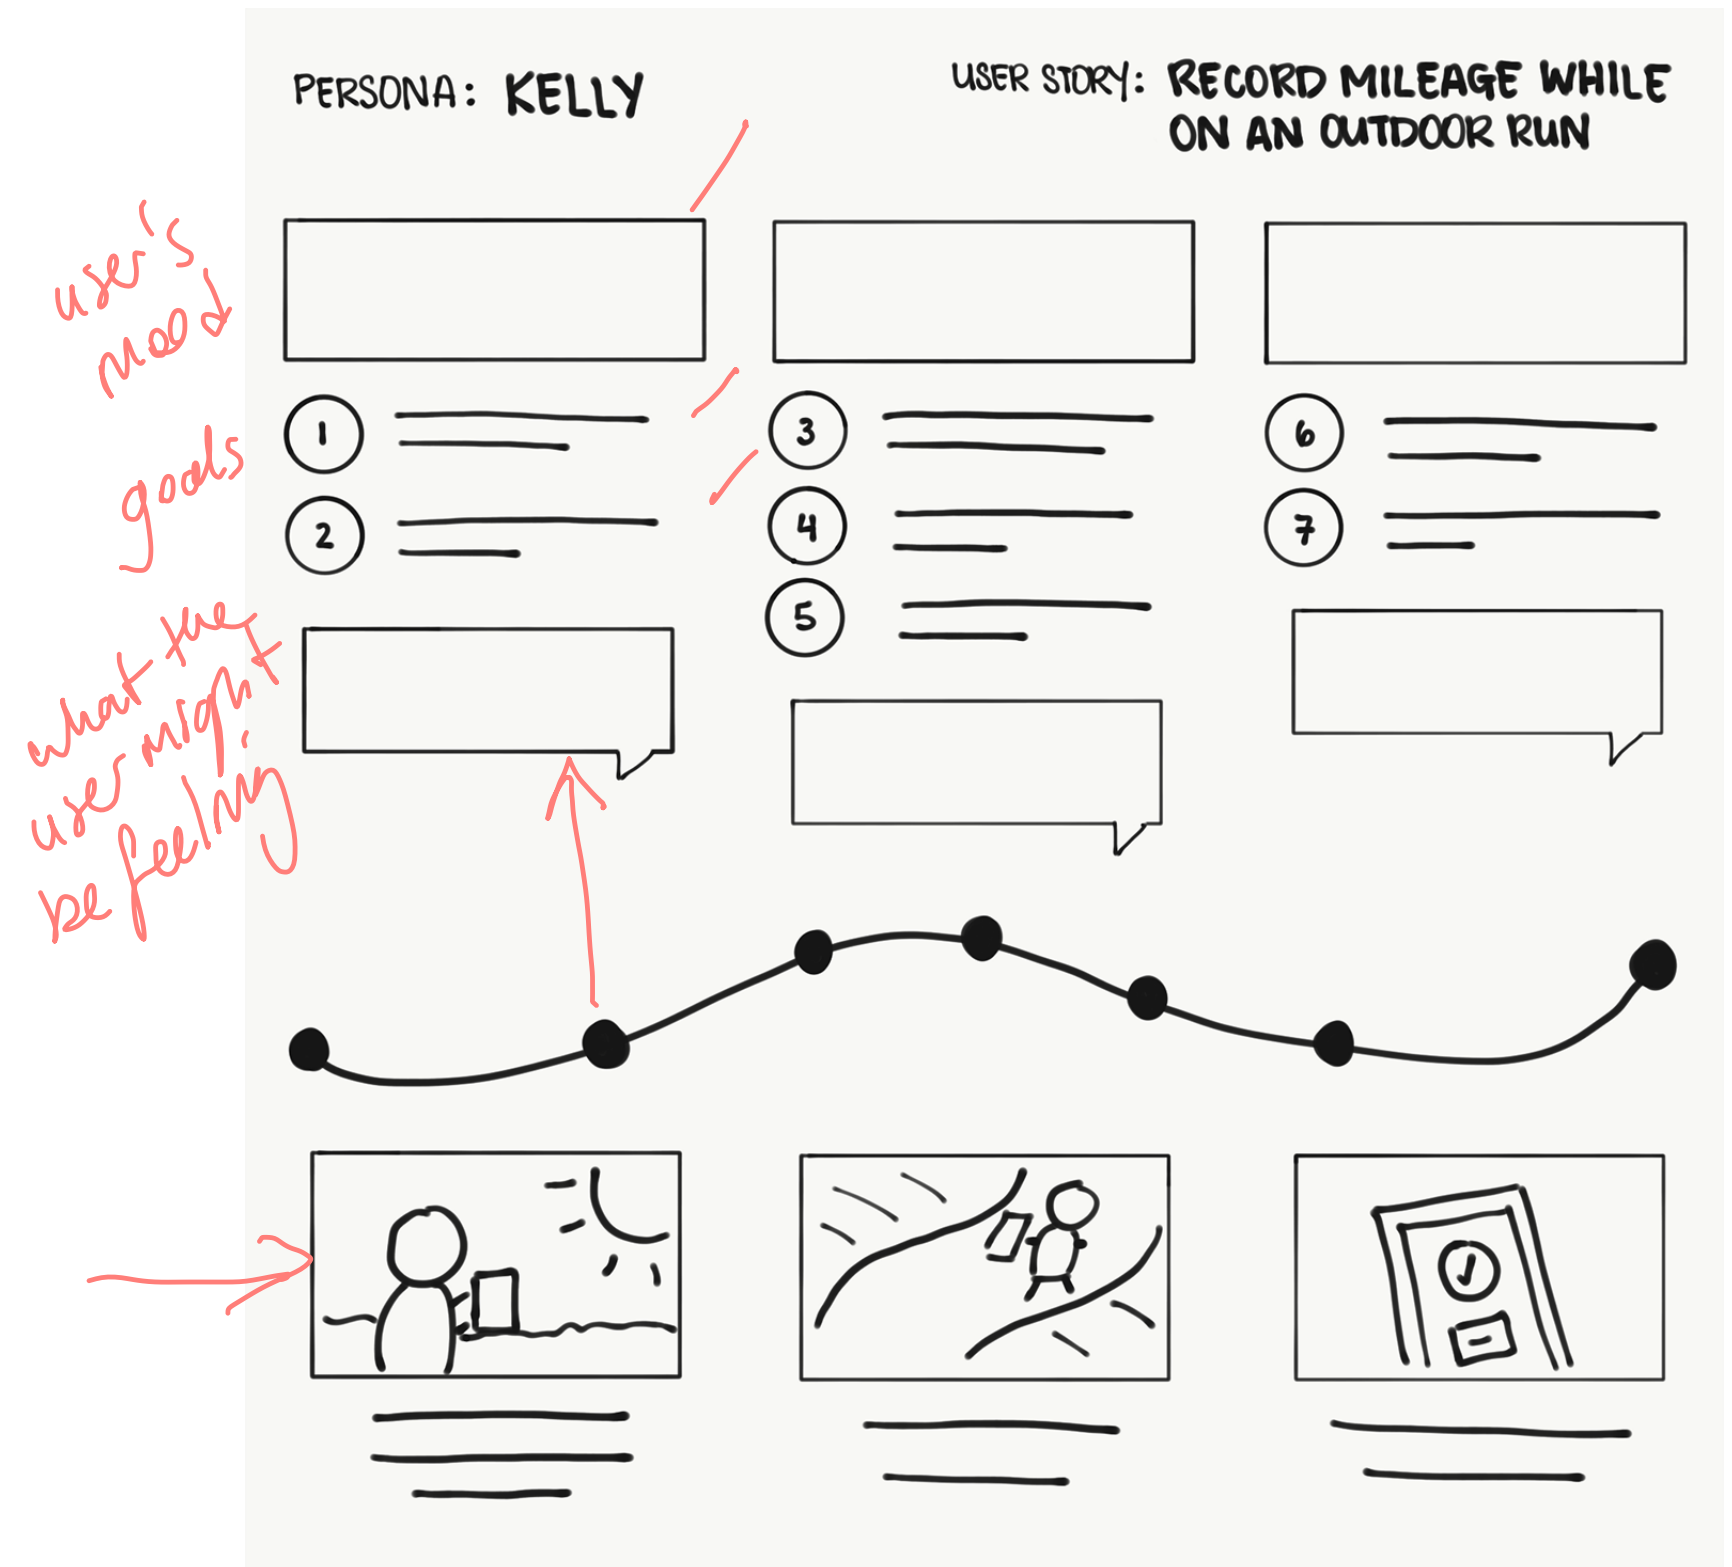 PERSONA: KELLY
USER STORY: RECORD MILEAGE WHILE
ON AN OUTDOOR RUN
user's
mood
goals
1
2
3
4
5
6
7
what the
user might
be feeling